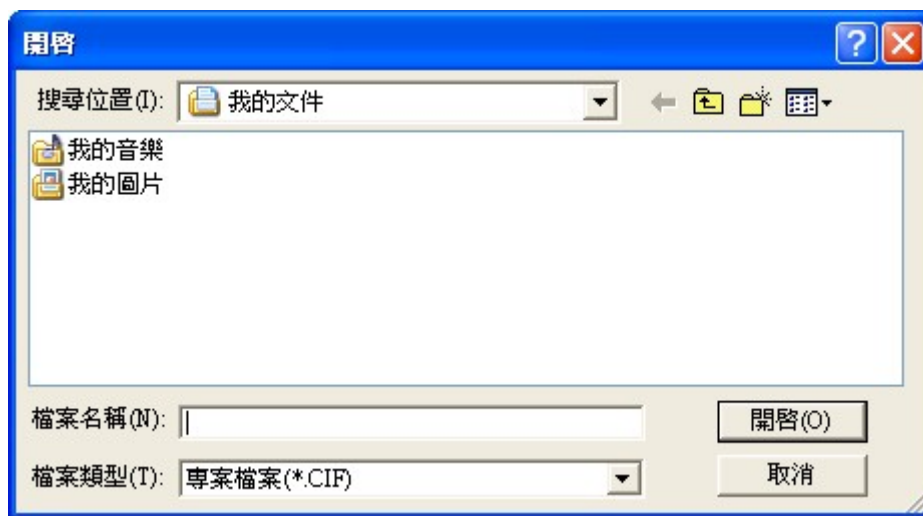 開啓
搜尋位置(I): 我的文件
我的音樂
我的圖片
檔案名稱(N): 開啓(O)
檔案類型(T): 專案檔案(*.CIF) 取消